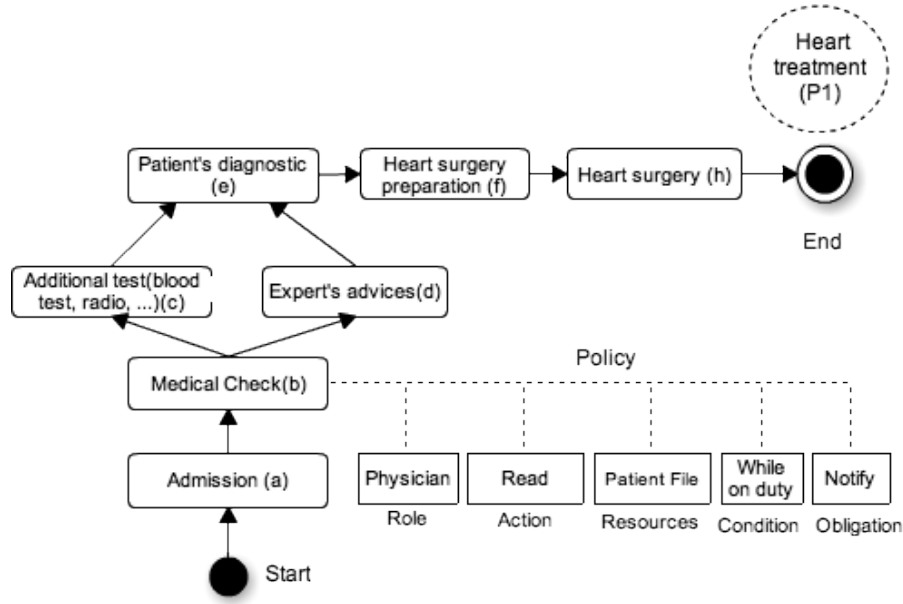 Heart
treatment
(P1)
Patient's diagnostic
(e)
Heart surgery
preparation (f)
Heart surgery (h)
End
Additional test(blood
test, radio, ...)(c)
Expert's advices(d)
Policy
Medical Check(b)
Admission (a)
Physician
Read
Patient File
While
on duty
Notify
Role
Action
Resources
Condition
Obligation
Start